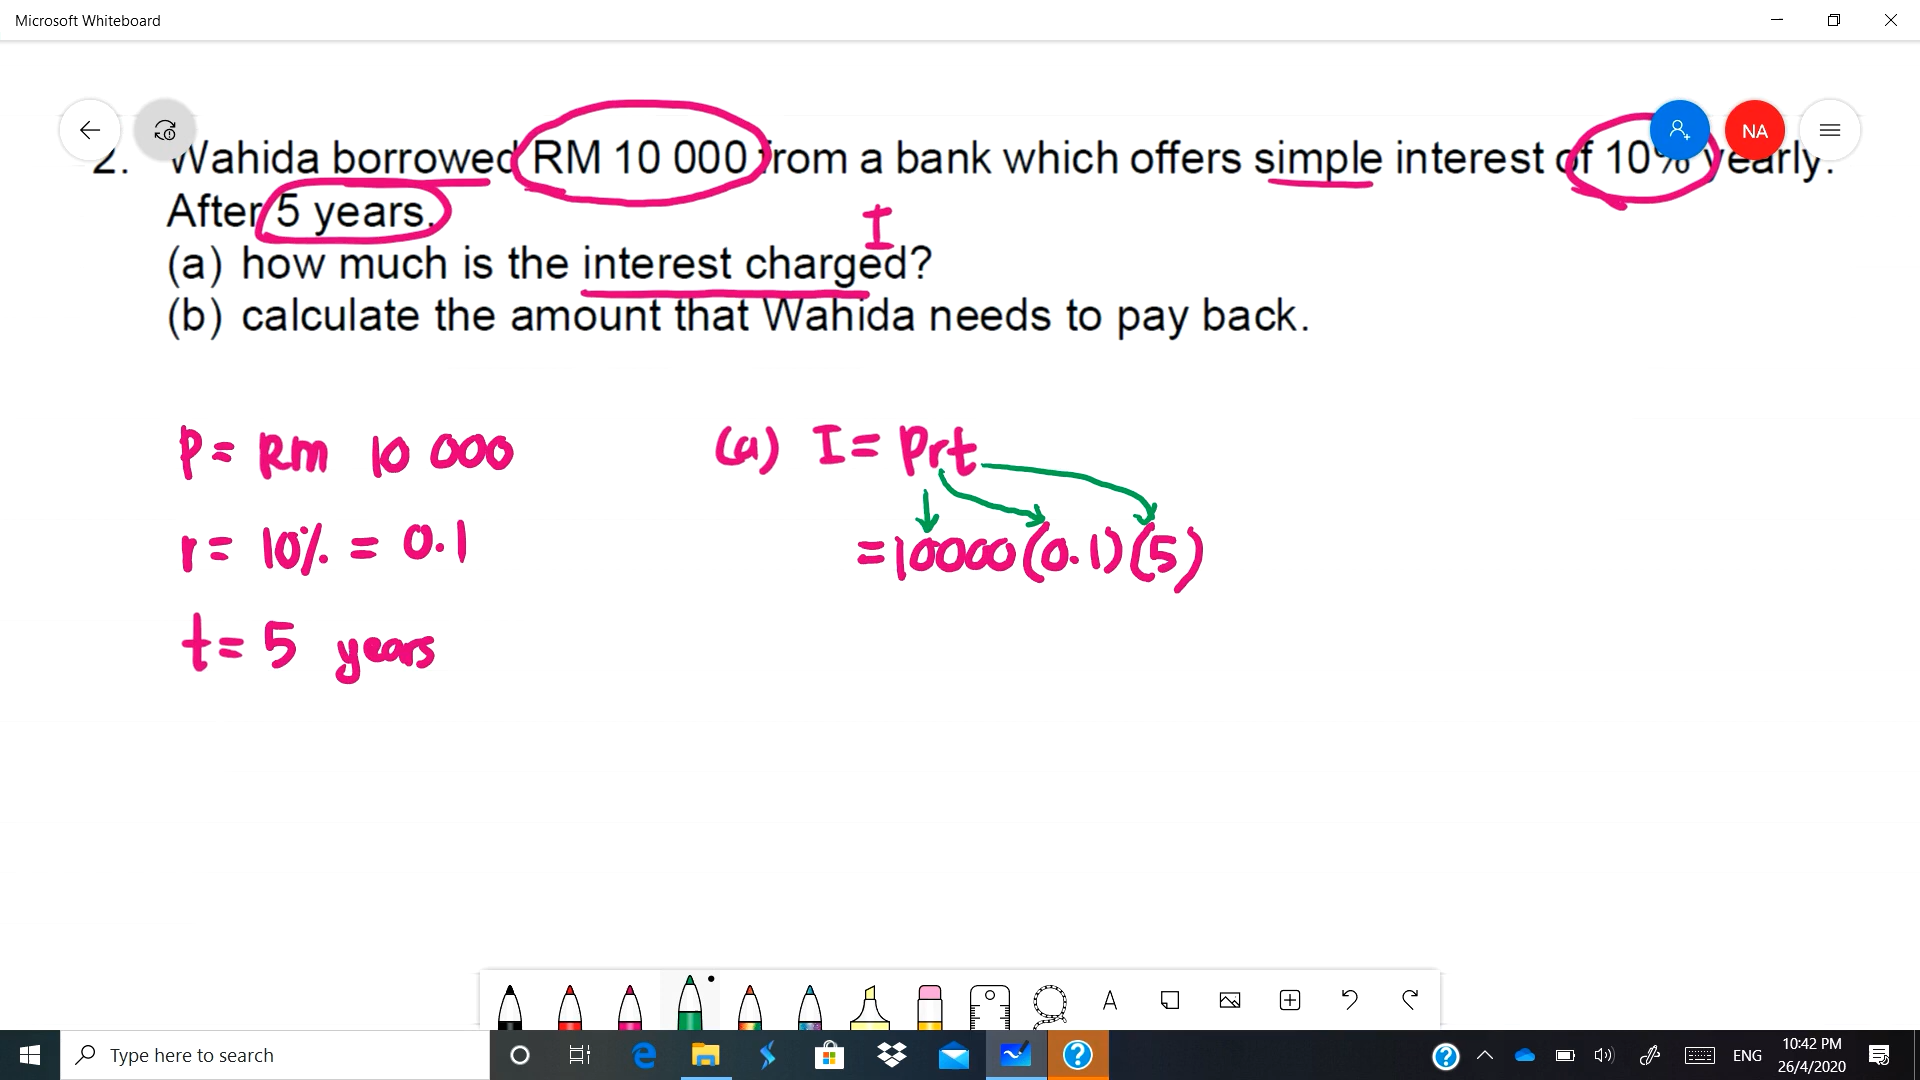 Microsoft Whiteboard
NA
2. Wahida borrowed RM 10 000 from a bank which offers simple interest of 10% yearly.
After 5 years.
I
(a) how much is the interest charged?
(b) calculate the amount that Wahida needs to pay back.
P = Rm 10 000
r = 10% = 0.1
t = 5 years
(a) I = Prt
= 10000(0.1)(5)
A
Type here to search
ENG
10:42 PM
26/4/2020